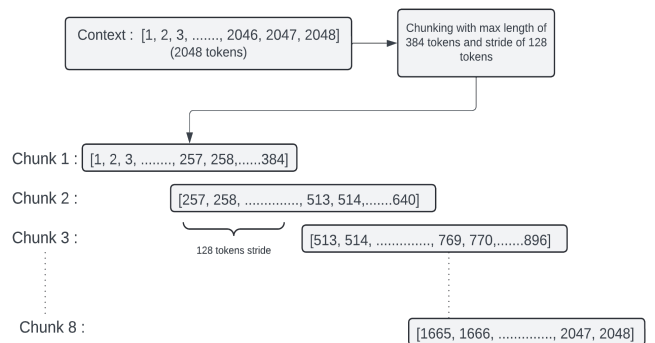 Context : [1, 2, 3, ......., 2046, 2047, 2048]
(2048 tokens)
Chunking with max length of
384 tokens and stride of 128
tokens
Chunk 1 : [1, 2, 3, ........, 257, 258,......384]
Chunk 2 : [257, 258, .............., 513, 514,.......640]
128 tokens stride
Chunk 3 : [513, 514, .............., 769, 770,.......896]
Chunk 8 :
[1665, 1666, .............., 2047, 2048]